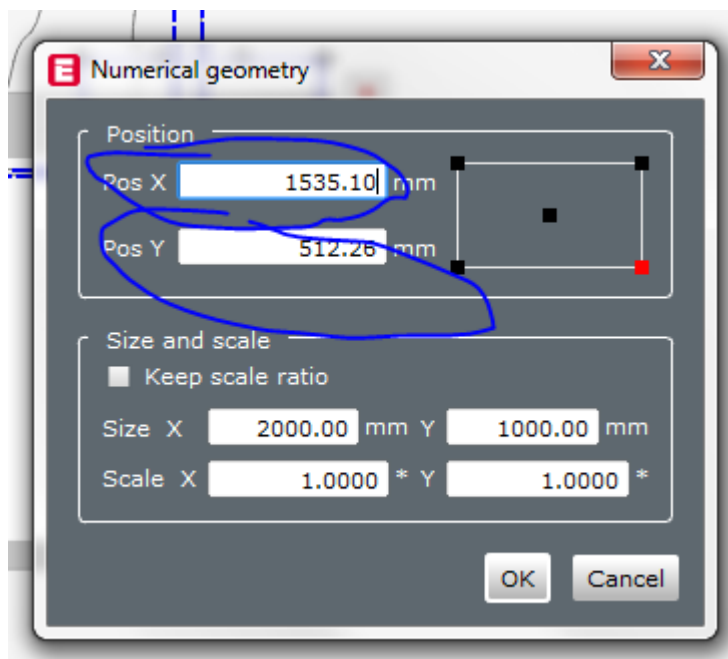 E Numerical geometry X
Position
Pos X 1535.10 mm
Pos Y 512.26 mm
Size and scale
Keep scale ratio
Size X 2000.00 mm Y 1000.00 mm
Scale X 1.0000 * Y 1.0000 *
OK Cancel